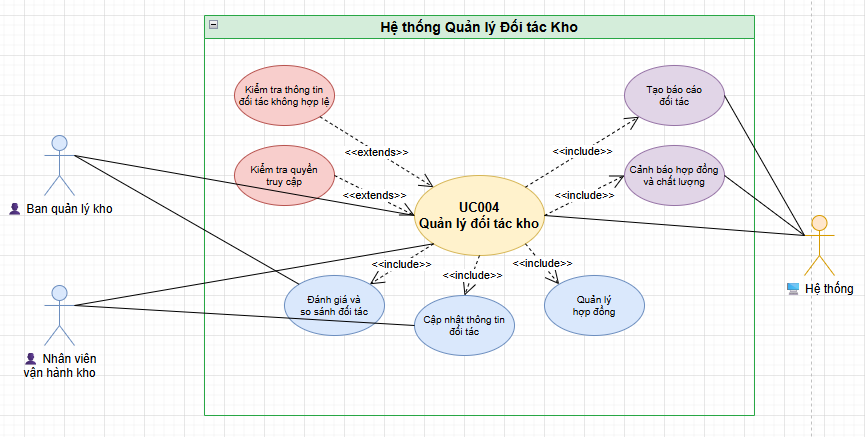 Hệ thống Quản lý Đối tác Kho
Kiểm tra thông tin
đối tác không hợp lệ
Tạo báo cáo
đối tác
<<extends>>
<<include>>
Kiểm tra quyền
truy cập
Cảnh báo hợp đồng
và chất lượng
<<extends>>
<<include>>
Ban quản lý kho
UC004
Quản lý đối tác kho
<<include>>
<<include>>
<<include>>
Hệ thống
Đánh giá và
so sánh đối tác
Cập nhật thông tin
đối tác
Quản lý
hợp đồng
Nhân viên
vận hành kho